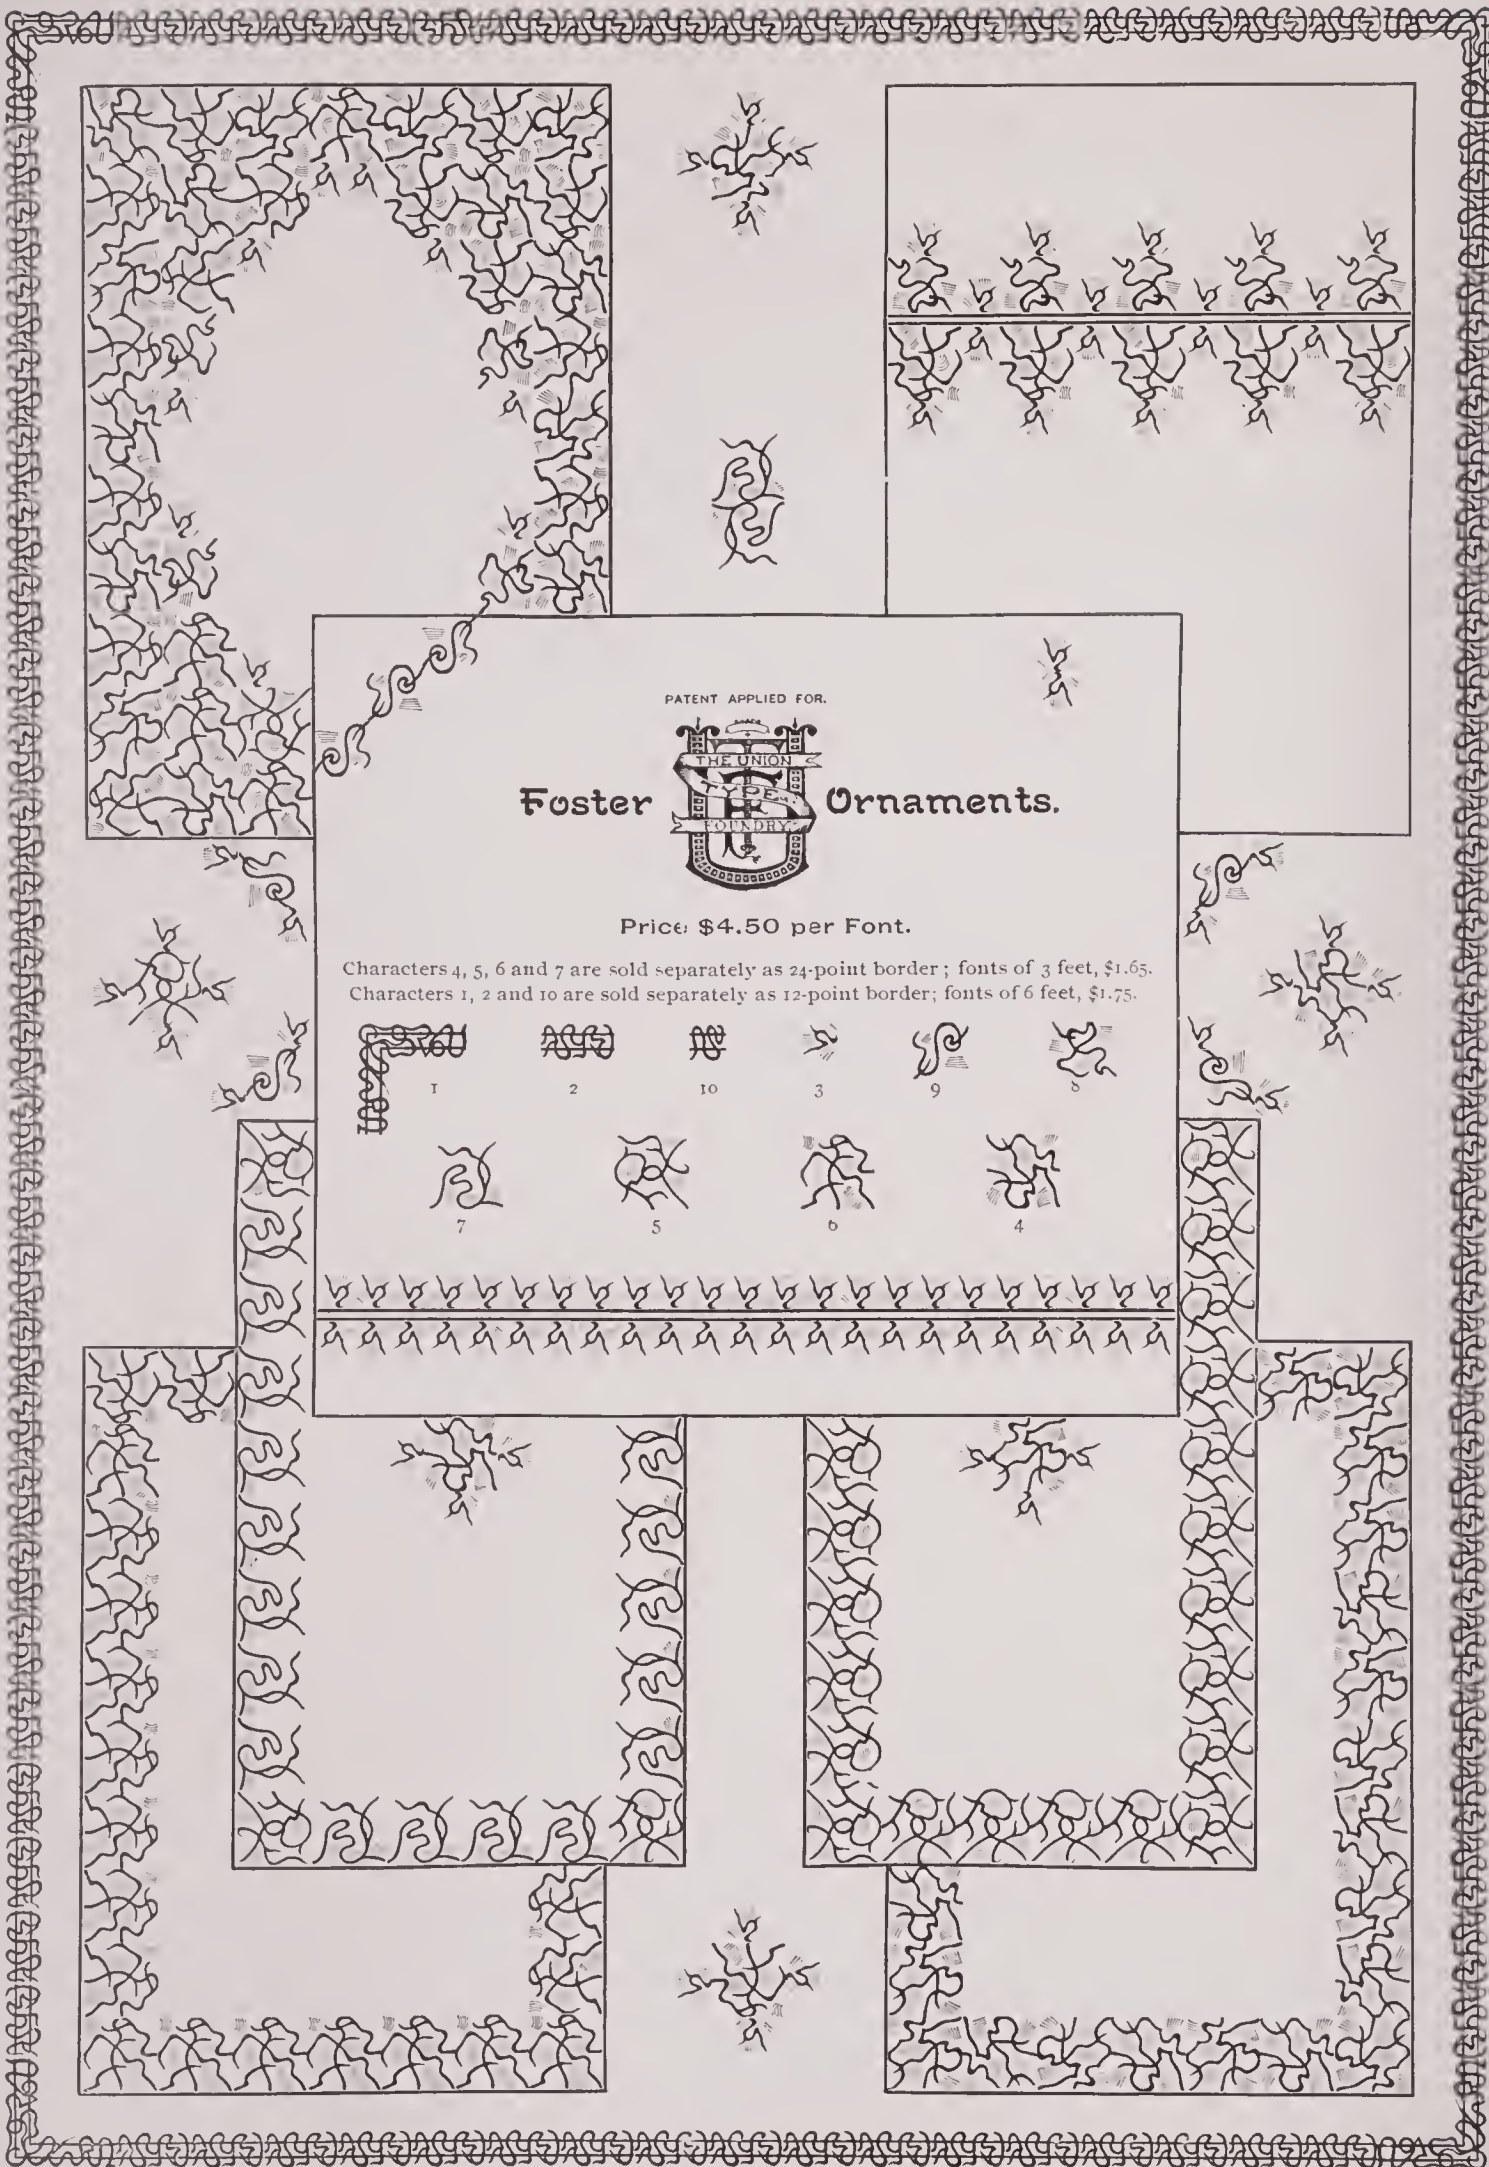 PATENT APPLIED FOR.
THE UNION
TYPE
FOUNDRY
Foster Ornaments.
Price: $4.50 per Font.
Characters 4, 5, 6 and 7 are sold separately as 24-point border; fonts of 3 feet, $1.65.
Characters 1, 2 and 10 are sold separately as 12-point border; fonts of 6 feet, $1.75.
1 2 10 3 9 8
7 5 6 4